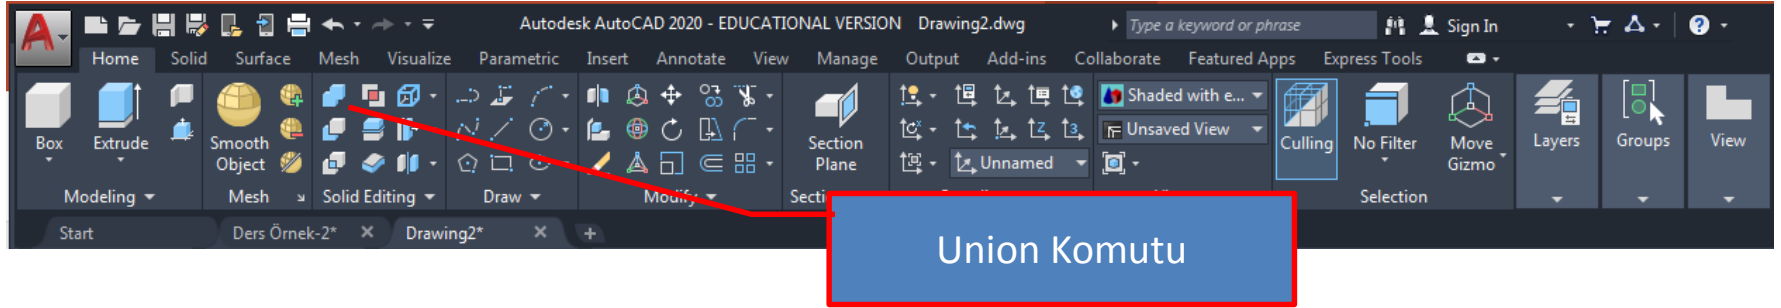 Autodesk AutoCAD 2020 - EDUCATIONAL VERSION Drawing2.dwg Type a keyword or phrase Sign In
Home Solid Surface Mesh Visualize Parametric Insert Annotate View Manage Output Add-ins Collaborate Featured Apps Express Tools
Shaded with e...
Box Extrude Smooth Object Section Plane Unsaved View Culling No Filter Move Gizmo Layers Groups View
Unnamed
Modeling Mesh Solid Editing Draw Modify Selection
Start Ders Örnek-2* Drawing2*
Union Komutu